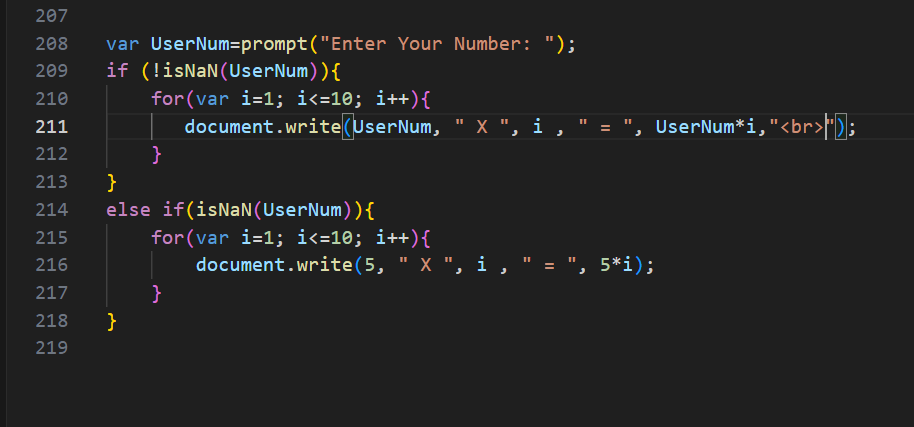 207
208 var UserNum=prompt("Enter Your Number: ");
209 if (!isNaN(UserNum)){
210 for(var i=1; i<=10; i++){
211 document.write(UserNum, " X ", i , " = ", UserNum*i,"<br>");
212 }
213 }
214 else if(isNaN(UserNum)){
215 for(var i=1; i<=10; i++){
216 document.write(5, " X ", i , " = ", 5*i);
217 }
218 }
219